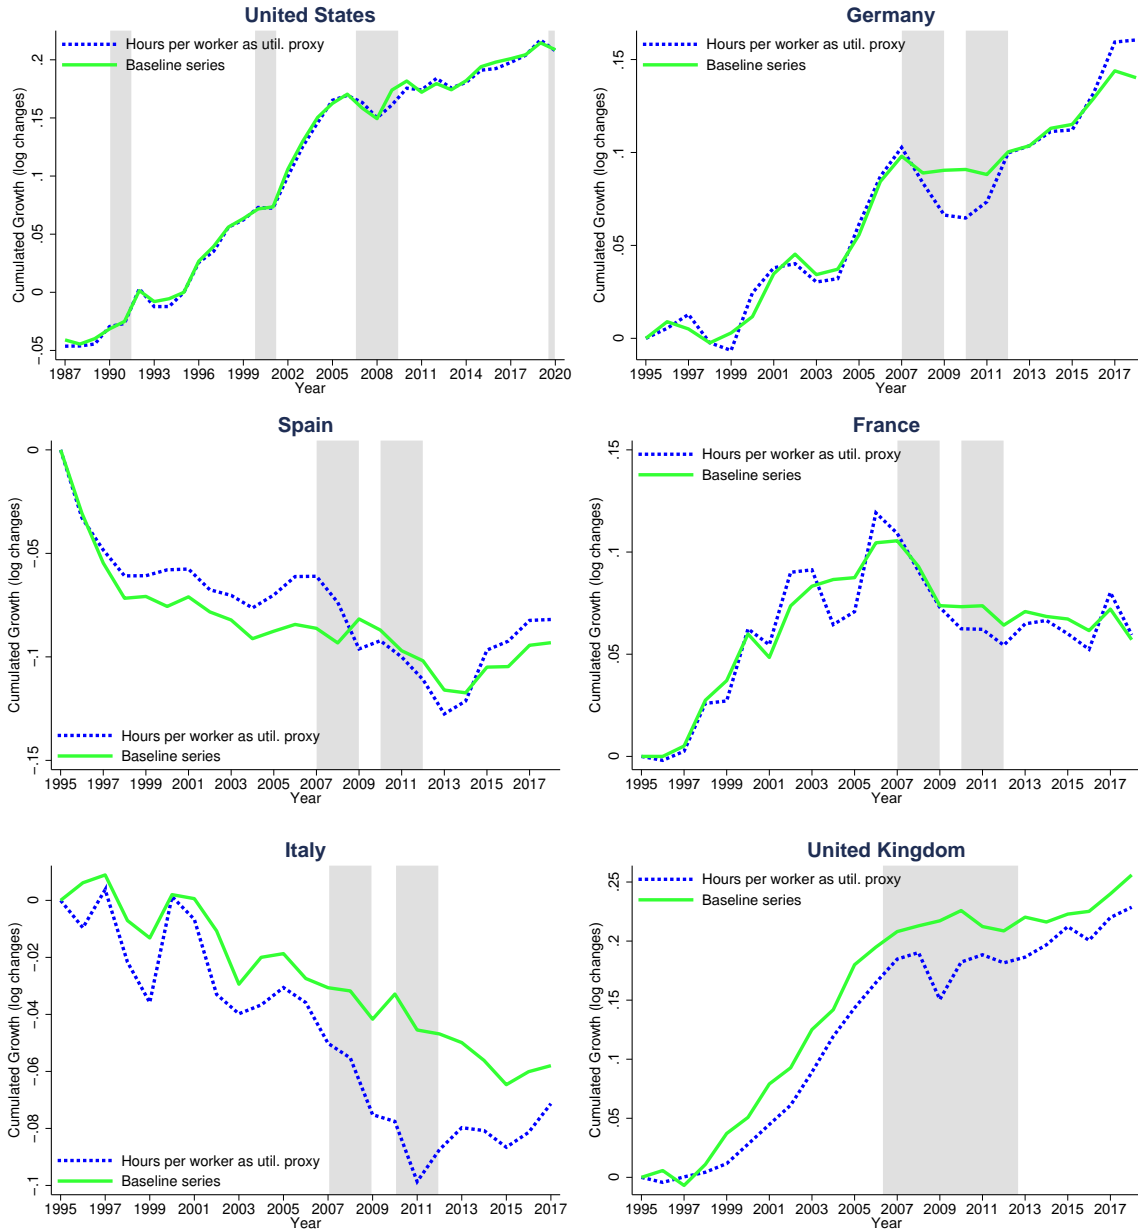 United States
Cumulated Growth (log changes)
.2
.15
.1
.05
0
-.05
Hours per worker as util. proxy
Baseline series
1987 1990 1993 1996 1999 2002 2005 2008 2011 2014 2017 2020
Year
Germany
Cumulated Growth (log changes)
.15
.1
.05
0
Hours per worker as util. proxy
Baseline series
1995 1997 1999 2001 2003 2005 2007 2009 2011 2013 2015 2017
Year
Spain
Cumulated Growth (log changes)
0
-.05
-.1
-.15
Hours per worker as util. proxy
Baseline series
1995 1997 1999 2001 2003 2005 2007 2009 2011 2013 2015 2017
Year
France
Cumulated Growth (log changes)
.15
.1
.05
0
Hours per worker as util. proxy
Baseline series
1995 1997 1999 2001 2003 2005 2007 2009 2011 2013 2015 2017
Year
Italy
Cumulated Growth (log changes)
0
-.02
-.04
-.06
-.08
-.1
Hours per worker as util. proxy
Baseline series
1995 1997 1999 2001 2003 2005 2007 2009 2011 2013 2015 2017
Year
United Kingdom
Cumulated Growth (log changes)
.25
.2
.15
.1
.05
0
Hours per worker as util. proxy
Baseline series
1995 1997 1999 2001 2003 2005 2007 2009 2011 2013 2015 2017
Year